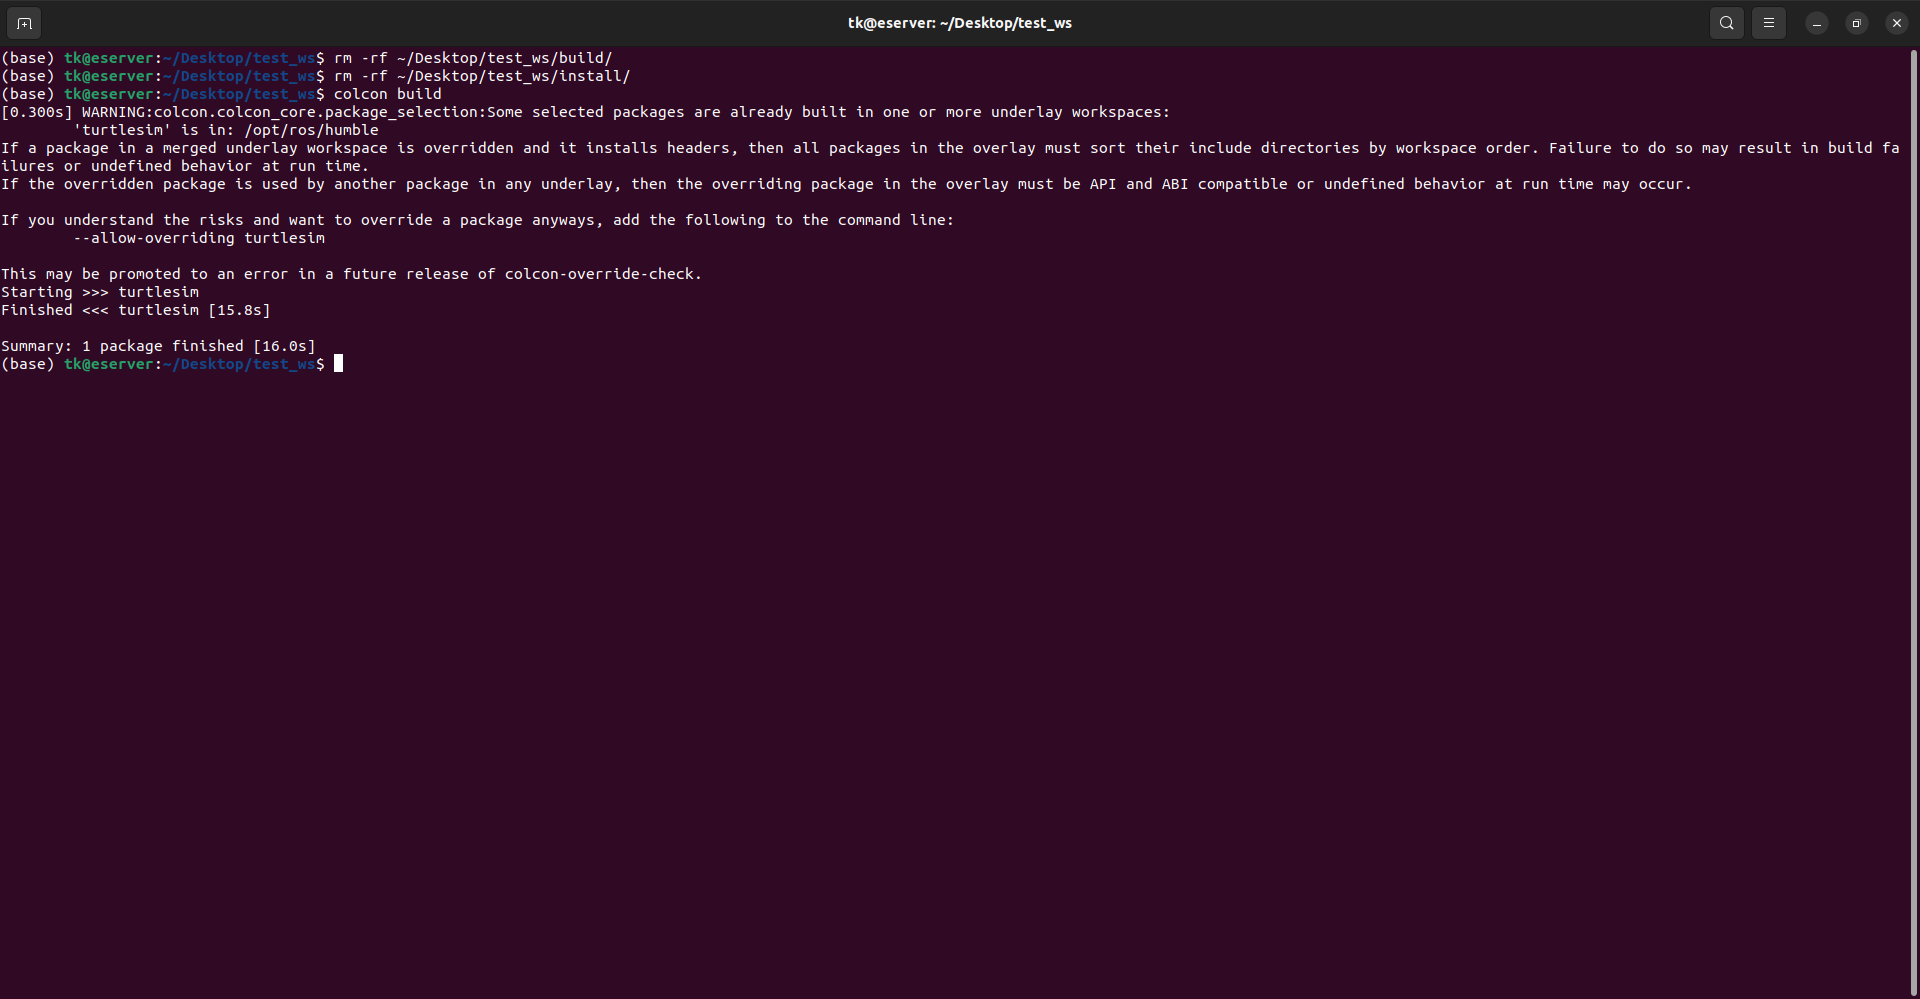 tk@eserver: ~/Desktop/test_ws
(base) tk@eserver:~/Desktop/test_ws$ rm -rf ~/Desktop/test_ws/build/
(base) tk@eserver:~/Desktop/test_ws$ rm -rf ~/Desktop/test_ws/install/
(base) tk@eserver:~/Desktop/test_ws$ colcon build
[0.300s] WARNING:colcon.colcon_core.package_selection:Some selected packages are already built in one or more underlay workspaces:
        'turtlesim' is in: /opt/ros/humble
If a package in a merged underlay workspace is overridden and it installs headers, then all packages in the overlay must sort their include directories by workspace order. Failure to do so may result in build fa
ilures or undefined behavior at run time.
If the overridden package is used by another package in any underlay, then the overriding package in the overlay must be API and ABI compatible or undefined behavior at run time may occur.

If you understand the risks and want to override a package anyways, add the following to the command line:
        --allow-overriding turtlesim

This may be promoted to an error in a future release of colcon-override-check.
Starting >>> turtlesim
Finished <<< turtlesim [15.8s]

Summary: 1 package finished [16.0s]
(base) tk@eserver:~/Desktop/test_ws$